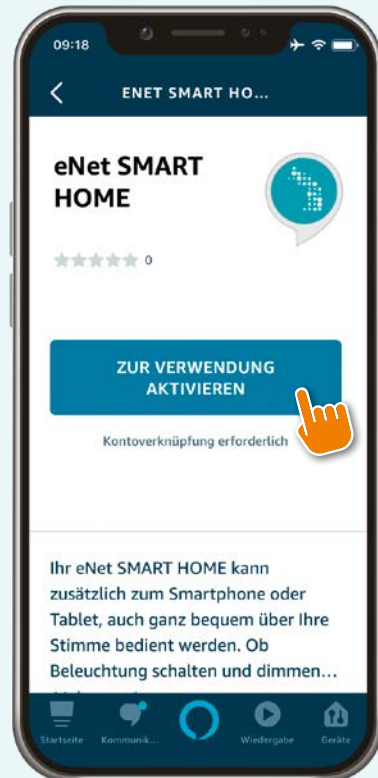 09:18
ENET SMART HO...
eNet SMART
HOME
0
ZUR VERWENDUNG
AKTIVIEREN
Kontoverknüpfung erforderlich
Ihr eNet SMART HOME kann
zusätzlich zum Smartphone oder
Tablet, auch ganz bequem über Ihre
Stimme bedient werden. Ob
Beleuchtung schalten und dimmen...
Startseite Kommunik... Wiedergabe Geräte